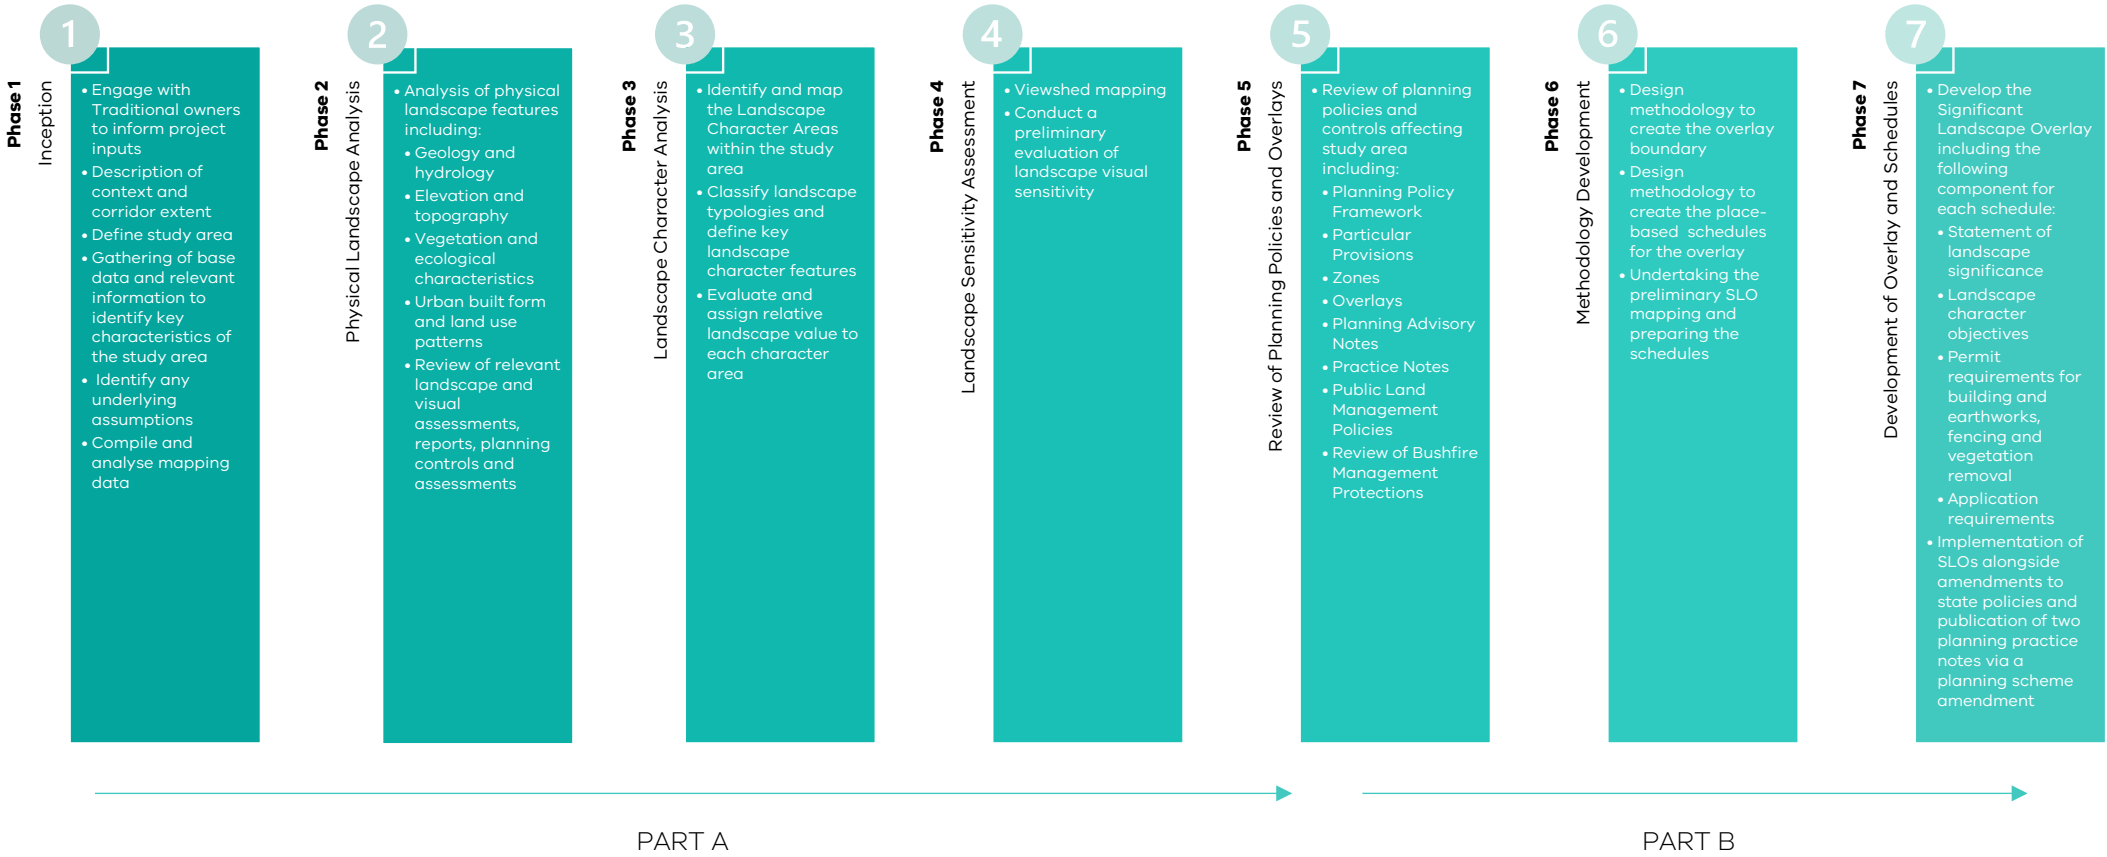 1
Phase 1
Inception
• Engage with
Traditional owners
to inform project
inputs
• Description of
context and
corridor extent
• Define study area
• Gathering of base
data and relevant
information to
identify key
characteristics of
the study area
• Identify any
underlying
assumptions
• Compile and
analyse mapping
data
2
Phase 2
Physical Landscape Analysis
• Analysis of physical
landscape features
including:
• Geology and
hydrology
• Elevation and
topography
• Vegetation and
ecological
characteristics
• Urban built form
and land use
patterns
• Review of relevant
landscape and
visual
assessments,
reports, planning
controls and
assessments
3
Phase 3
Landscape Character Analysis
• Identify and map
the Landscape
Character Areas
within the study
area
• Classify landscape
typologies and
define key
landscape
character features
• Evaluate and
assign relative
landscape value to
each character
area
4
Phase 4
Landscape Sensitivity Assessment
• Viewshed mapping
• Conduct a
preliminary
evaluation of
landscape visual
sensitivity
5
Phase 5
Review of Planning Policies and Overlays
• Review of planning
policies and
controls affecting
study area
including:
• Planning Policy
Framework
• Particular
Provisions
• Zones
• Overlays
• Planning Advisory
Notes
• Practice Notes
• Public Land
Management
Policies
• Review of Bushfire
Management
Protections
6
Phase 6
Methodology Development
• Design
methodology to
create the overlay
boundary
• Design
methodology to
create the place-
based schedules
for the overlay
• Undertaking the
preliminary SLO
mapping and
preparing the
schedules
7
Phase 7
Development of Overlay and Schedules
• Develop the
Significant
Landscape Overlay
including the
following
component for
each schedule:
• Statement of
landscape
significance
• Landscape
character
objectives
• Permit
requirements for
building and
earthworks,
fencing and
vegetation
removal
• Application
requirements
• Implementation of
SLOs alongside
amendments to
state policies and
publication of two
planning practice
notes via a
planning scheme
amendment
PART A
PART B